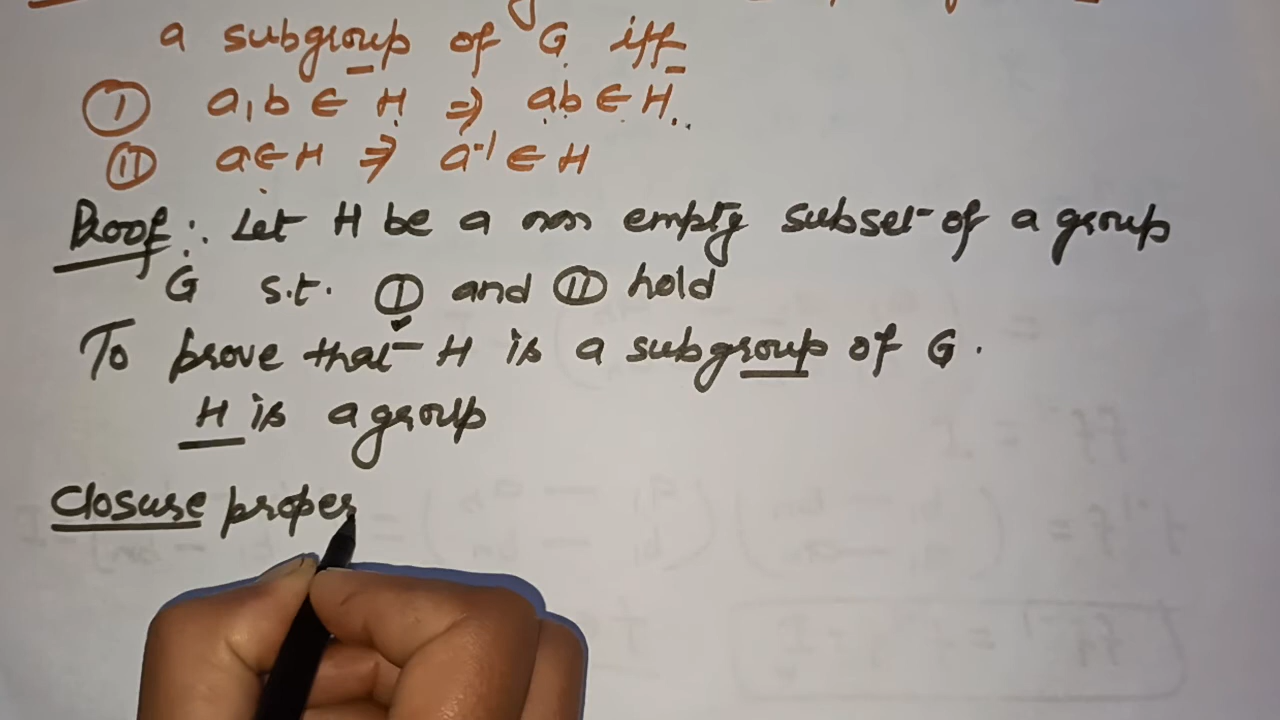 a subgroup of G iff
I a, b ∈ H ⇒ ab ∈ H
II a ∈ H ⇒ a⁻¹ ∈ H
Proof: Let H be a non empty subset of a group
G s.t. I and II hold
To prove that H is a subgroup of G.
H is a group
Closure proper